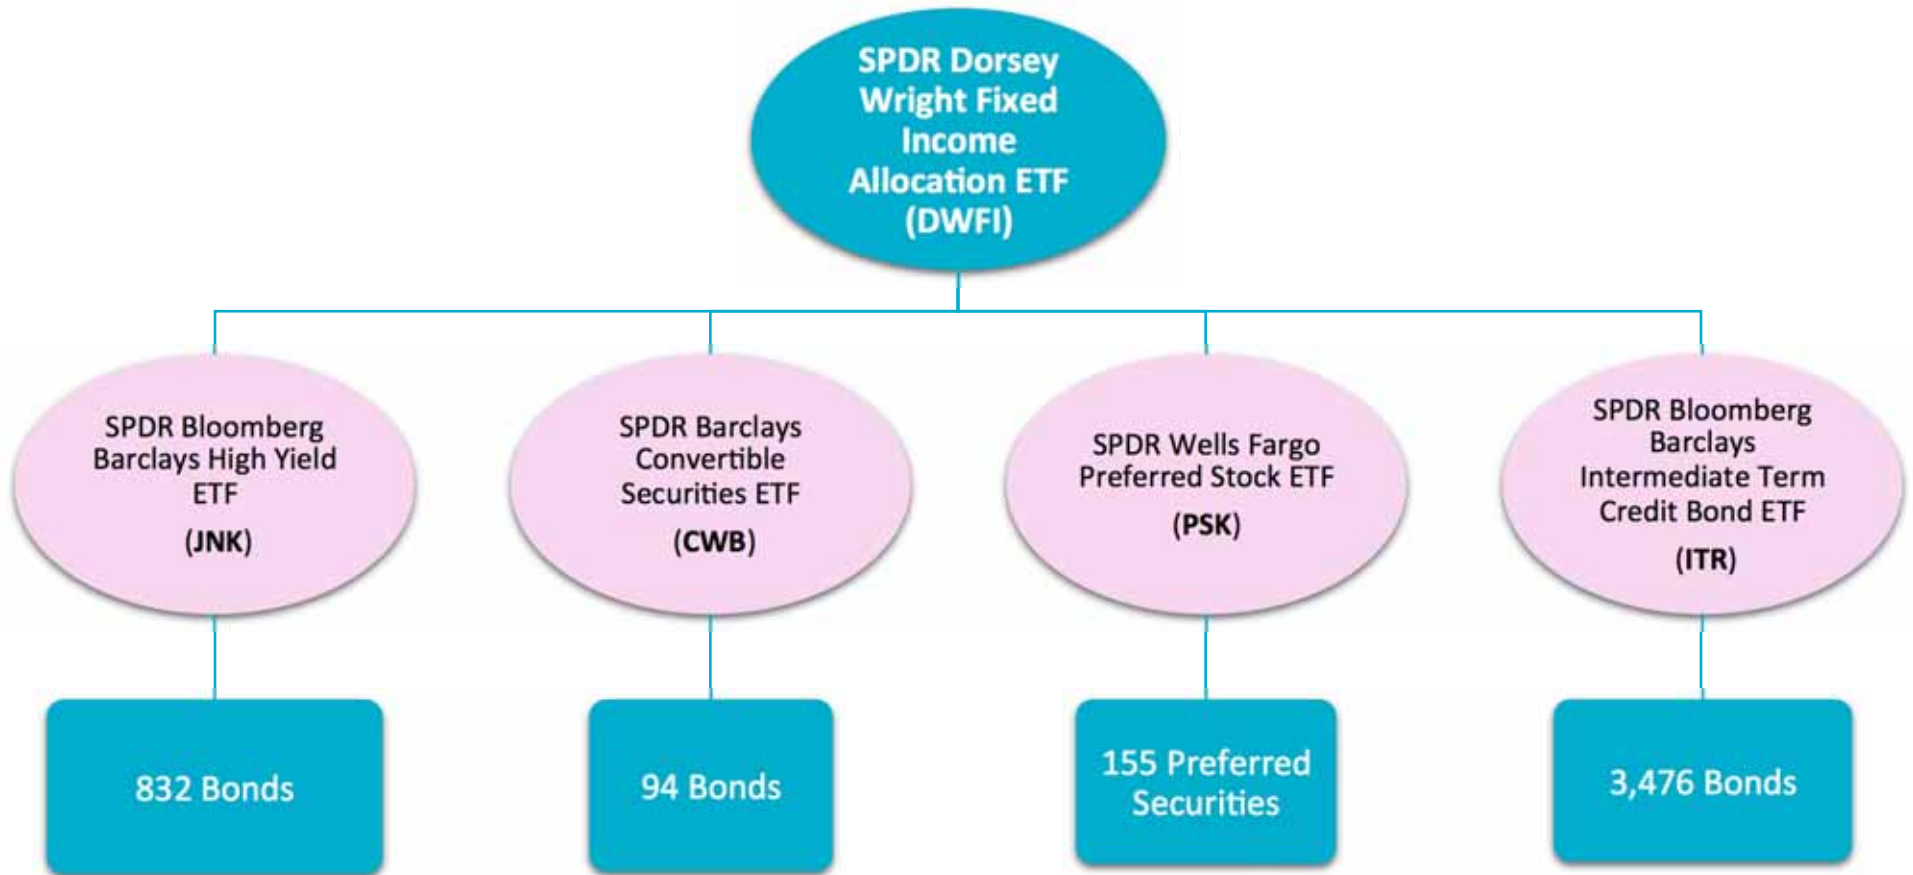 SPDR Dorsey
Wright Fixed
Income
Allocation ETF
(DWFI)
SPDR Bloomberg
Barclays High Yield
ETF
(JNK)
SPDR Barclays
Convertible
Securities ETF
(CWB)
SPDR Wells Fargo
Preferred Stock ETF
(PSK)
SPDR Bloomberg
Barclays
Intermediate Term
Credit Bond ETF
(ITR)
832 Bonds
94 Bonds
155 Preferred
Securities
3,476 Bonds